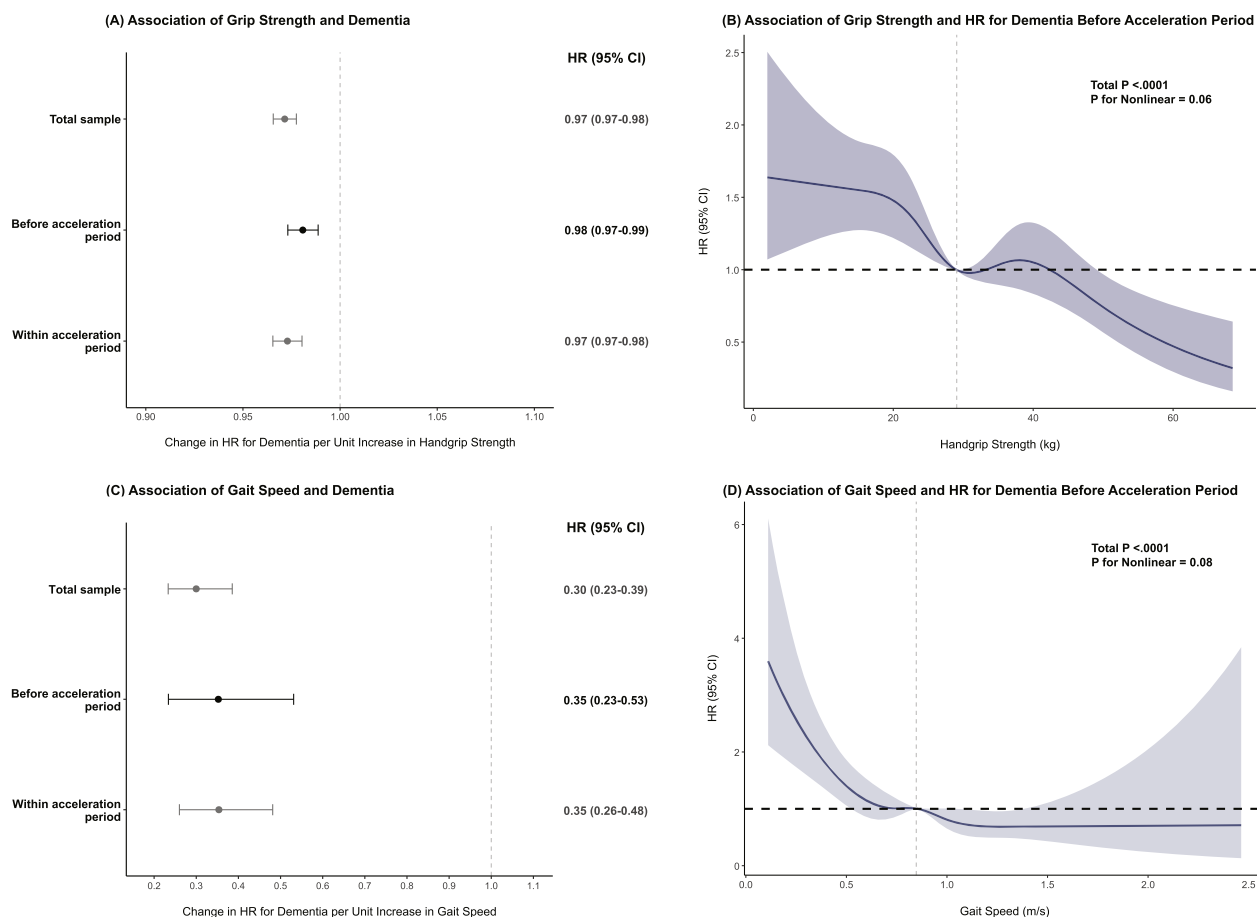 (A) Association of Grip Strength and Dementia
HR (95% CI)
Total sample
0.97 (0.97-0.98)
Before acceleration
period
0.98 (0.97-0.99)
Within acceleration
period
0.97 (0.97-0.98)
0.90
0.95
1.00
1.05
1.10
Change in HR for Dementia per Unit Increase in Handgrip Strength
(B) Association of Grip Strength and HR for Dementia Before Acceleration Period
Total P <.0001
P for Nonlinear = 0.06
HR (95% CI)
2.5
2.0
1.5
1.0
0.5
0
20
40
60
Handgrip Strength (kg)
(C) Association of Gait Speed and Dementia
HR (95% CI)
Total sample
0.30 (0.23-0.39)
Before acceleration
period
0.35 (0.23-0.53)
Within acceleration
period
0.35 (0.26-0.48)
0.2
0.3
0.4
0.5
0.6
0.7
0.8
0.9
1.0
1.1
Change in HR for Dementia per Unit Increase in Gait Speed
(D) Association of Gait Speed and HR for Dementia Before Acceleration Period
Total P <.0001
P for Nonlinear = 0.08
HR (95% CI)
6
4
2
0
0.0
0.5
1.0
1.5
2.0
2.5
Gait Speed (m/s)